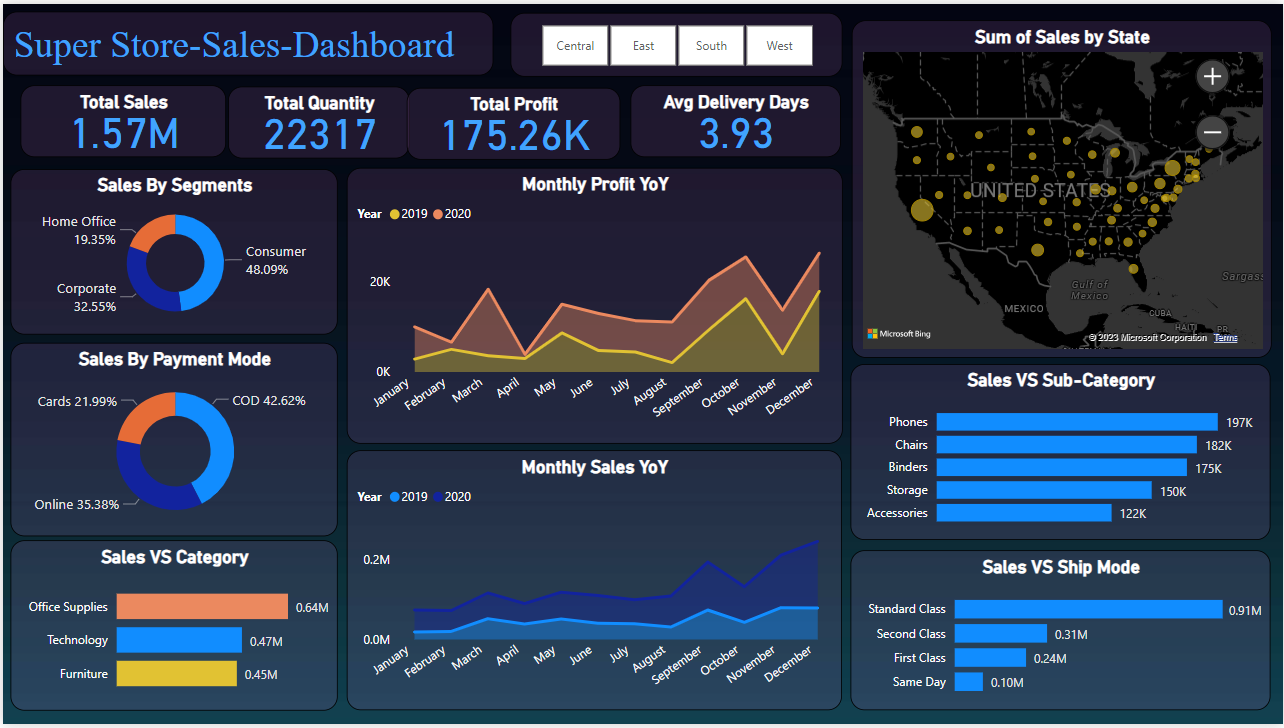 Super Store-Sales-Dashboard
Central
East
South
West
Total Sales
1.57M
Total Quantity
22317
Total Profit
175.26K
Avg Delivery Days
3.93
Sum of Sales by State
+
−
UNITED STATES
MEXICO
Gulf of
Mexico
CUBA
HAITI
PR
Microsoft Bing
© 2023 Microsoft Corporation Terms
Sales By Segments
Home Office
19.35%
Consumer
48.09%
Corporate
32.55%
Monthly Profit YoY
Year 2019 2020
20K
0K
January
February
March
April
May
June
July
August
September
October
November
December
Sales By Payment Mode
Cards 21.99%
COD 42.62%
Online 35.38%
Monthly Sales YoY
Year 2019 2020
0.2M
0.0M
January
February
March
April
May
June
July
August
September
October
November
December
Sales VS Sub-Category
Phones 197K
Chairs 182K
Binders 175K
Storage 150K
Accessories 122K
Sales VS Category
Office Supplies 0.64M
Technology 0.47M
Furniture 0.45M
Sales VS Ship Mode
Standard Class 0.91M
Second Class 0.31M
First Class 0.24M
Same Day 0.10M